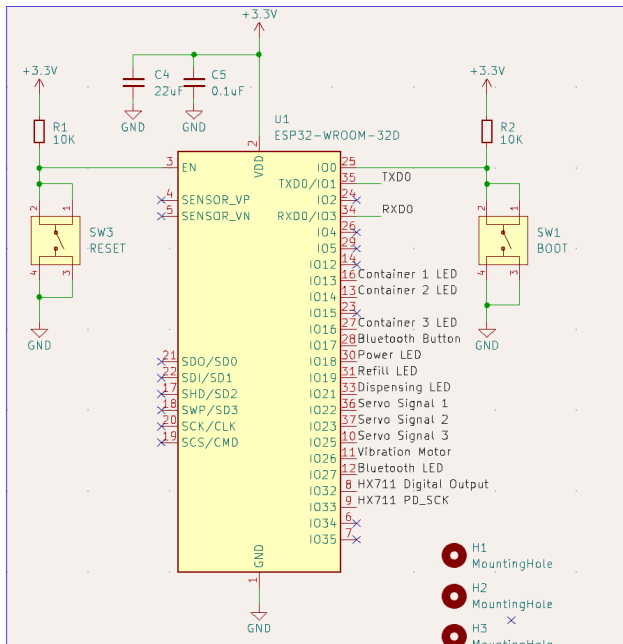 +3.3V
+3.3V
C4
22uF
C5
0.1uF
+3.3V
GND
GND
R1
10K
R2
10K
U1
ESP32-WROOM-32D
2
VDD
3
EN
IO0
25
TXD0/IO1
35
TXD0
4
SENSOR_VP
IO2
24
5
SENSOR_VN
RXD0/IO3
34
RXD0
IO4
26
IO5
29
IO12
14
IO13
16
Container 1 LED
IO14
13
Container 2 LED
IO15
23
IO16
27
Container 3 LED
IO17
28
Bluetooth Button
21
SDO/SD0
IO18
30
Power LED
22
SDI/SD1
IO19
31
Refill LED
17
SHD/SD2
IO21
33
Dispensing LED
18
SWP/SD3
IO22
36
Servo Signal 1
20
SCK/CLK
IO23
37
Servo Signal 2
19
SCS/CMD
IO25
10
Servo Signal 3
IO26
11
Vibration Motor
IO27
12
Bluetooth LED
IO32
8
HX711 Digital Output
IO33
9
HX711 PD_SCK
IO34
6
IO35
7
GND
1
GND
2
1
SW3
RESET
4
3
GND
2
1
SW1
BOOT
4
3
GND
H1
MountingHole
H2
MountingHole
H3
MountingHole